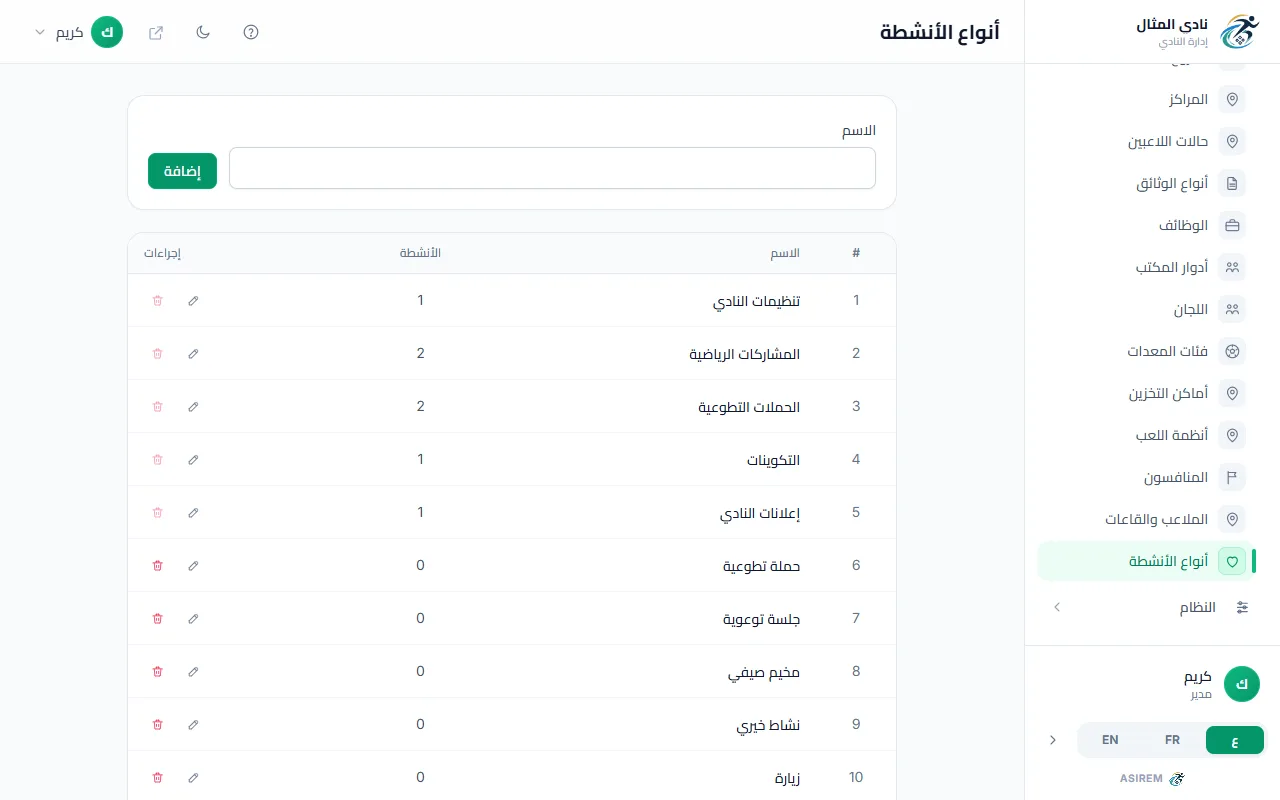 نادي المثال
إدارة النادي
أنواع الأنشطة
ك
كريم
المراكز
حالات اللاعبين
أنواع الوثائق
الوظائف
أدوار المكتب
اللجان
فئات المعدات
أماكن التخزين
أنظمة اللعب
المنافسون
الملاعب والقاعات
أنواع الأنشطة
النظام
ك
كريم
مدير
ع FR EN
ASIREM
الاسم
إضافة
# الاسم الأنشطة إجراءات
1 تنظيمات النادي 1
2 المشاركات الرياضية 2
3 الحملات التطوعية 2
4 التكوينات 1
5 إعلانات النادي 1
6 حملة تطوعية 0
7 جلسة توعوية 0
8 مخيم صيفي 0
9 نشاط خيري 0
10 زيارة 0